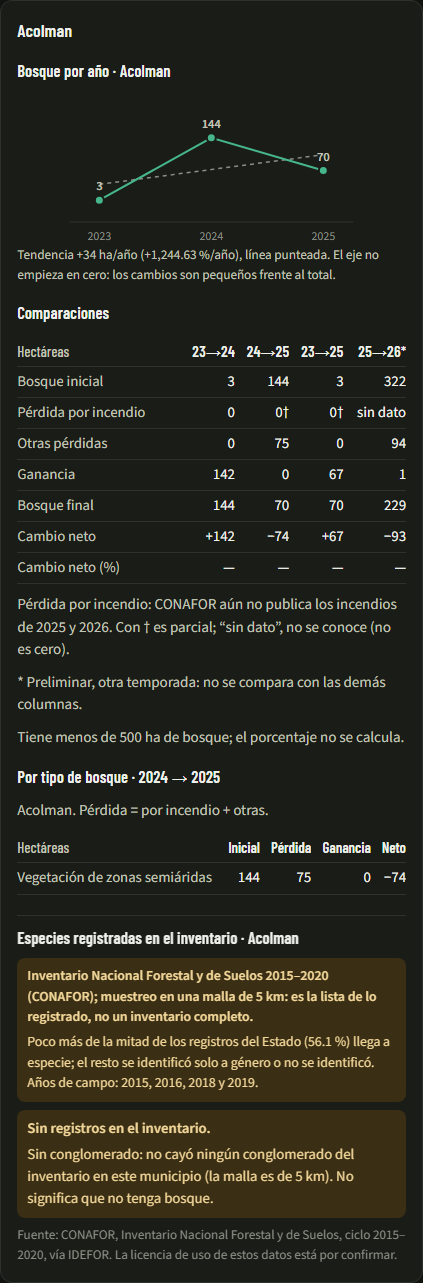 Acolman
Bosque por año · Acolman
144
70
3
2023 2024 2025
Tendencia +34 ha/año (+1,244.63 %/año), línea punteada. El eje no
empieza en cero: los cambios son pequeños frente al total.
Comparaciones
Hectáreas 23→24 24→25 23→25 25→26*
Bosque inicial 3 144 3 322
Pérdida por incendio 0 0† 0† sin dato
Otras pérdidas 0 75 0 94
Ganancia 142 0 67 1
Bosque final 144 70 70 229
Cambio neto +142 −74 +67 −93
Cambio neto (%) — — — —
Pérdida por incendio: CONAFOR aún no publica los incendios
de 2025 y 2026. Con † es parcial; “sin dato”, no se conoce (no
es cero).
* Preliminar, otra temporada: no se compara con las demás
columnas.
Tiene menos de 500 ha de bosque; el porcentaje no se calcula.
Por tipo de bosque · 2024 → 2025
Acolman. Pérdida = por incendio + otras.
Hectáreas Inicial Pérdida Ganancia Neto
Vegetación de zonas semiáridas 144 75 0 −74
Especies registradas en el inventario · Acolman
Inventario Nacional Forestal y de Suelos 2015–2020
(CONAFOR); muestreo en una malla de 5 km: es la lista de lo
registrado, no un inventario completo.
Poco más de la mitad de los registros del Estado (56.1 %) llega a
especie; el resto se identificó solo a género o no se identificó.
Años de campo: 2015, 2016, 2018 y 2019.
Sin registros en el inventario.
Sin conglomerado: no cayó ningún conglomerado del
inventario en este municipio (la malla es de 5 km). No
significa que no tenga bosque.
Fuente: CONAFOR, Inventario Nacional Forestal y de Suelos, ciclo 2015–
2020, vía IDEFOR. La licencia de uso de estos datos está por confirmar.